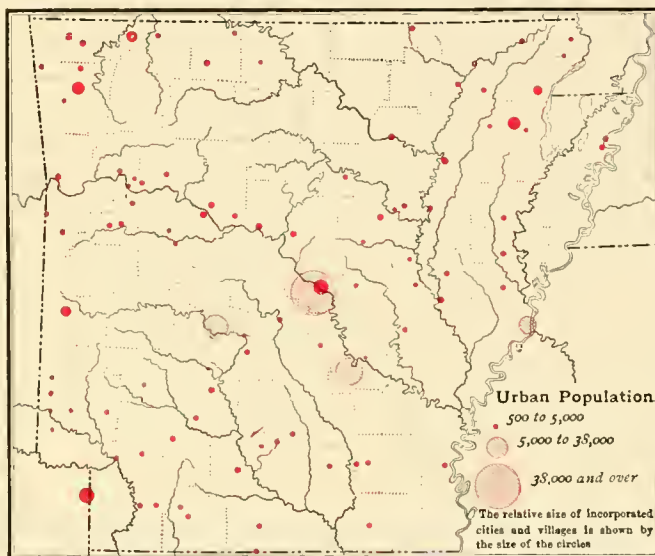 Urban Population
500 to 5,000
5,000 to 38,000
38,000 and over
The relative size of incorporated
cities and villages is shown by
the size of the circles